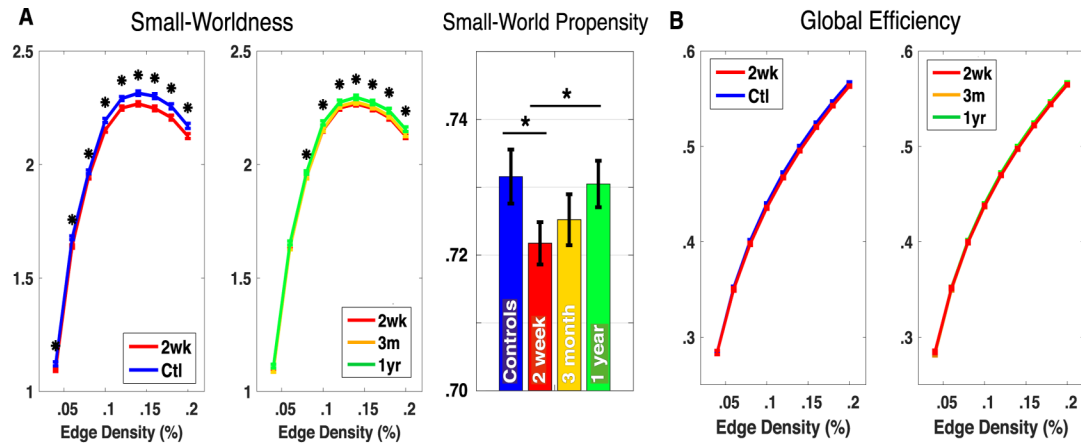 A
Small-Worldness
2.5
2
1.5
1
* * * * * * * * *
2wk
Ctl
.05 .1 .15 .2
Edge Density (%)
2.5
2
1.5
1
* * * * * * *
2wk
3m
1yr
.05 .1 .15 .2
Edge Density (%)
Small-World Propensity
.74
.72
.70
*
*
Controls
2 week
3 month
1 year
B
Global Efficiency
.6
.5
.4
.3
2wk
Ctl
.05 .1 .15 .2
Edge Density (%)
.6
.5
.4
.3
2wk
3m
1yr
.05 .1 .15 .2
Edge Density (%)